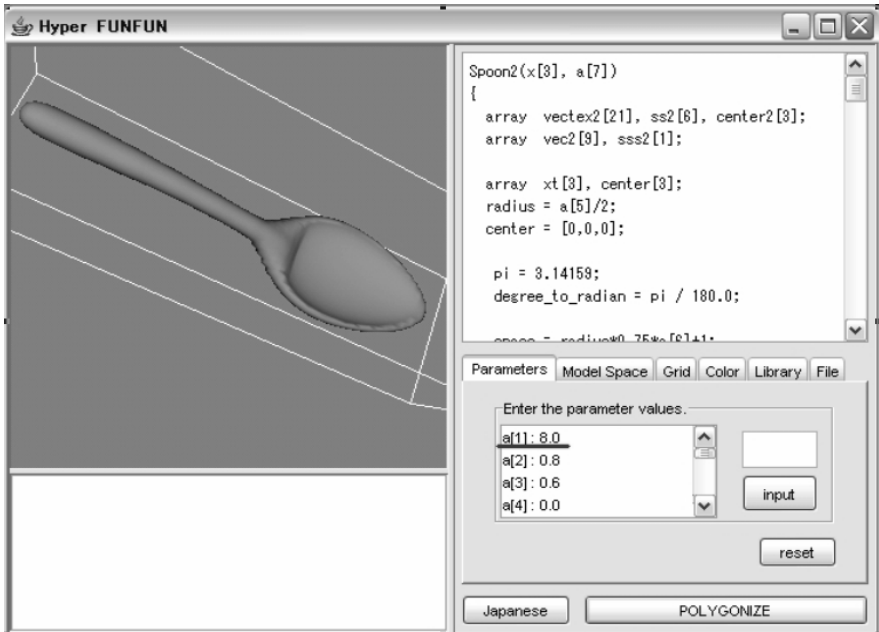 Hyper FUNFUN
Spoon2(x[3], a[7])
{
array vectex2[21], ss2[6], center2[3];
array vec2[9], sss2[1];
array xt[3], center[3];
radius = a[5]/2;
center = [0,0,0];
pi = 3.14159;
degree_to_radian = pi / 180.0;
Parameters Model Space Grid Color Library File
Enter the parameter values.
a[1]: 8.0
a[2]: 0.8
a[3]: 0.6
a[4]: 0.0
input
reset
Japanese POLYGONIZE